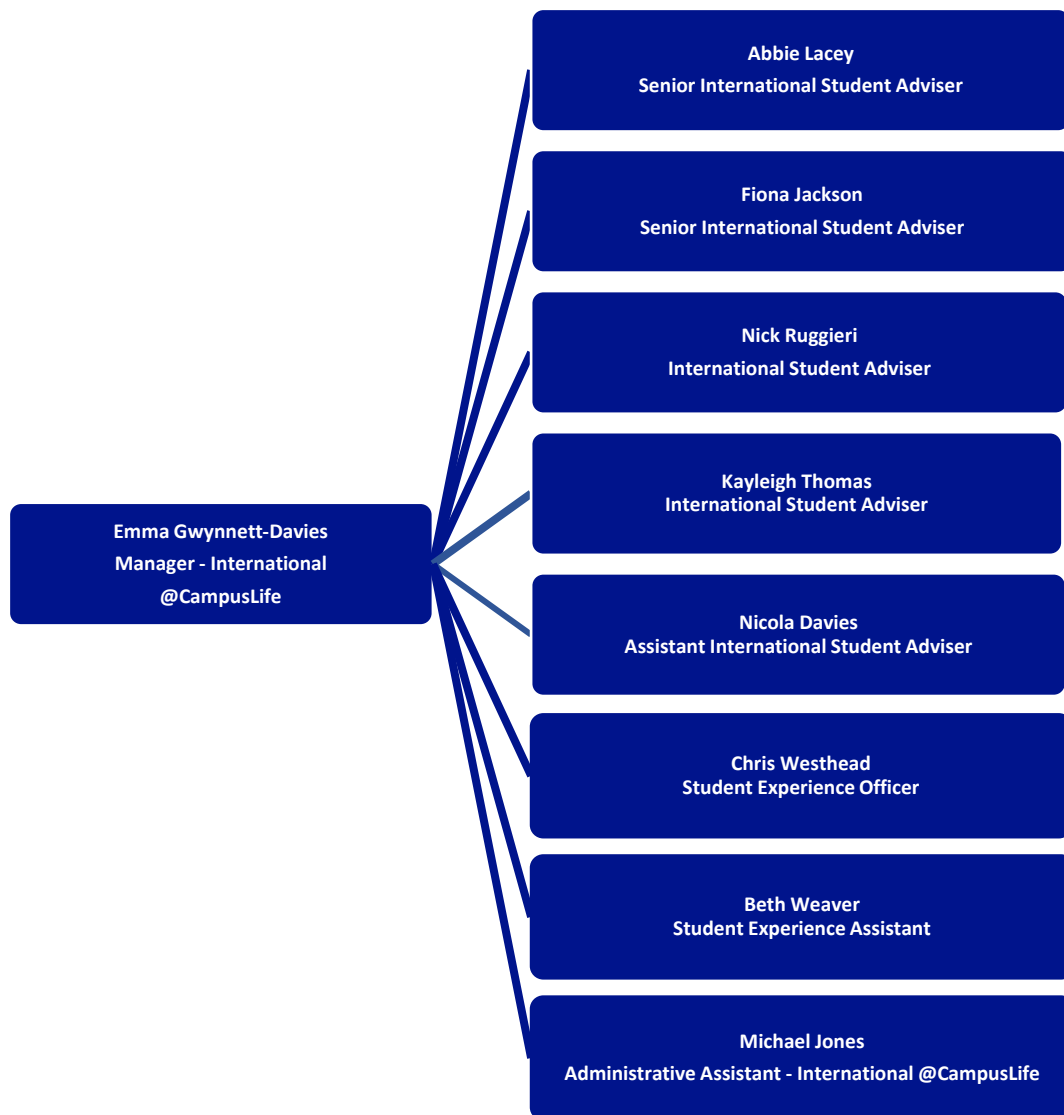 Abbie Lacey
Senior International Student Adviser
Fiona Jackson
Senior International Student Adviser
Nick Ruggieri
International Student Adviser
Kayleigh Thomas
International Student Adviser
Emma Gwynnett-Davies
Manager - International
@CampusLife
Nicola Davies
Assistant International Student Adviser
Chris Westhead
Student Experience Officer
Beth Weaver
Student Experience Assistant
Michael Jones
Administrative Assistant - International @CampusLife